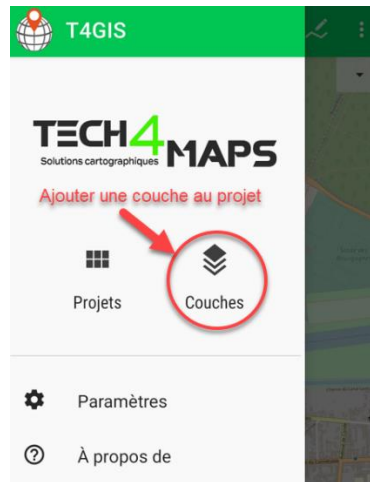 T4GIS
TECH4MAPS
Solutions cartographiques
Ajouter une couche au projet
Projets
Couches
Paramètres
À propos de